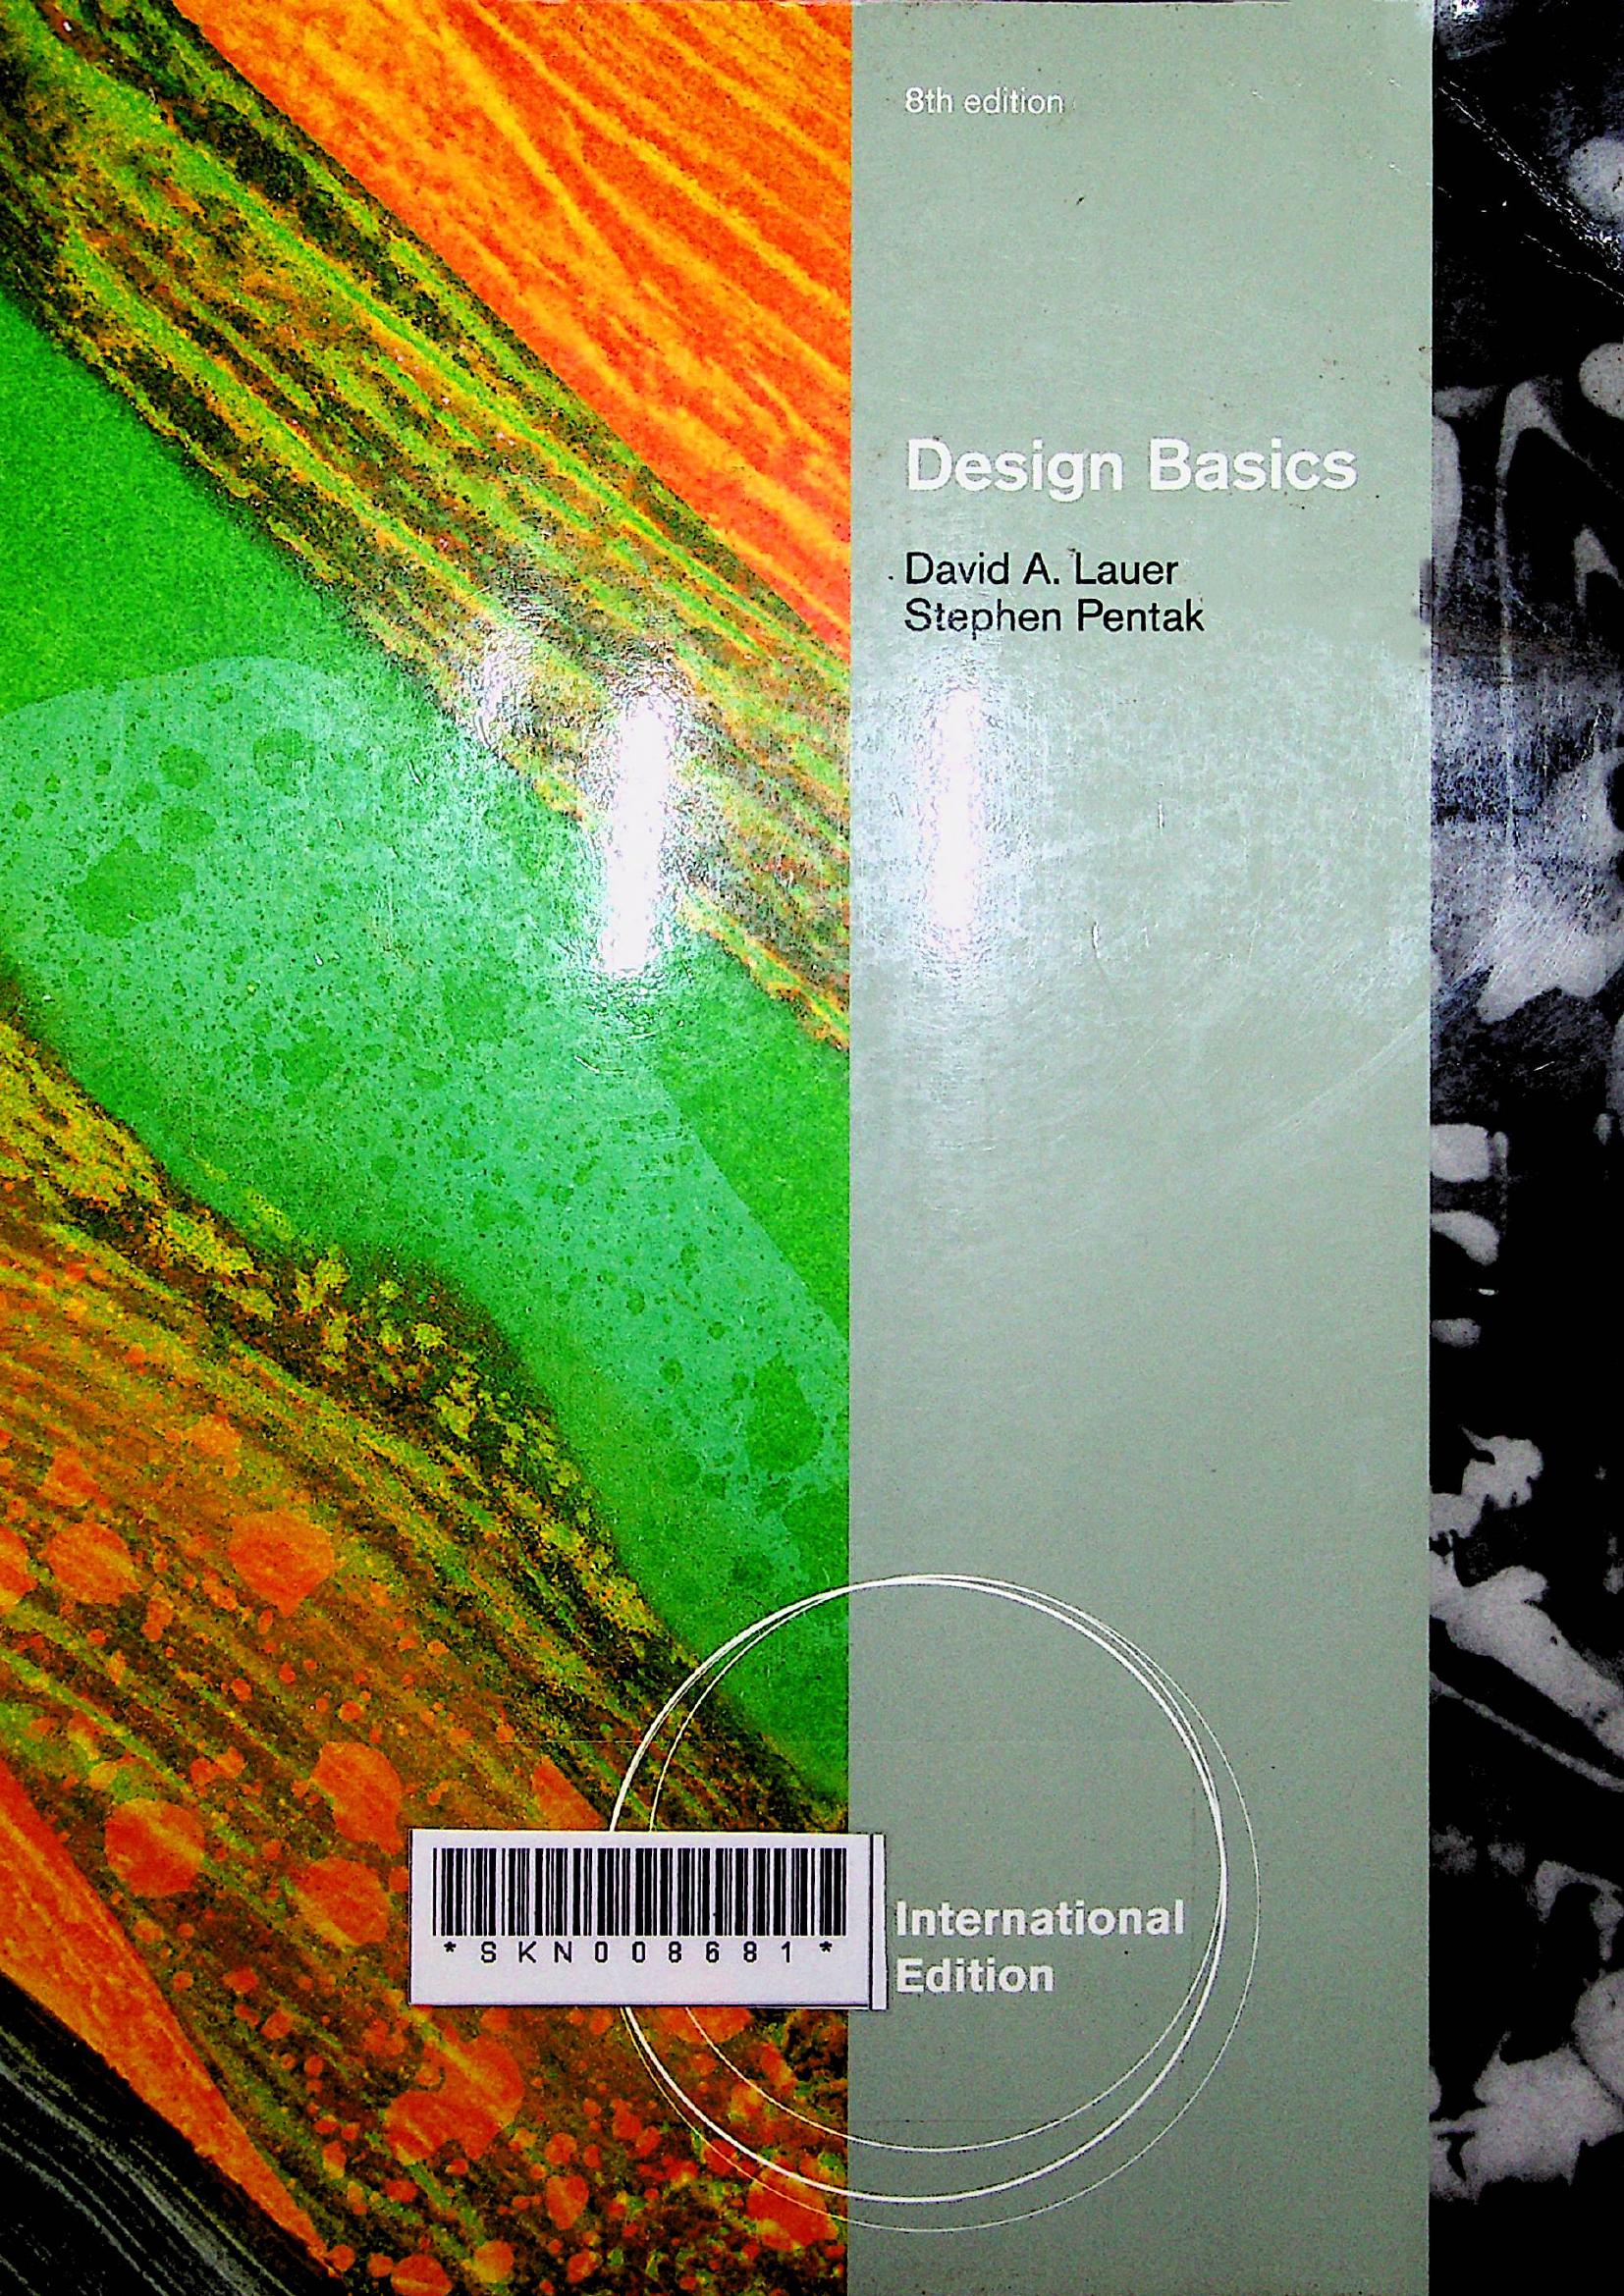 8th edition
Design Basics
David A. Lauer
Stephen Pentak
*SKN008681*
International
Edition